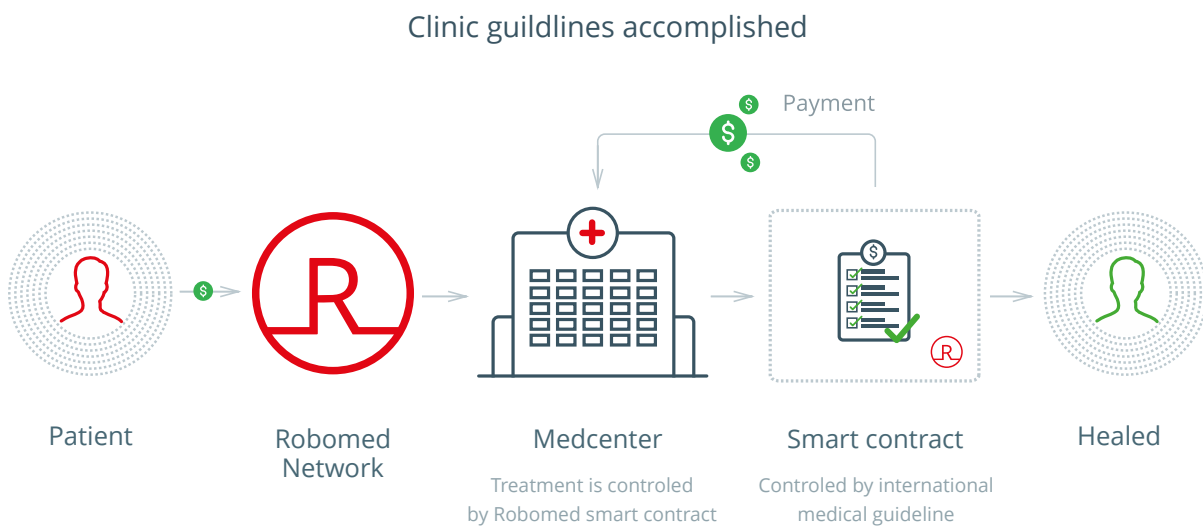 Clinic guildlines accomplished
Payment
$
$
$
$
$
R
R
Patient
Robomed
Network
Medcenter
Smart contract
Healed
Treatment is controled
by Robomed smart contract
Controled by international
medical guideline